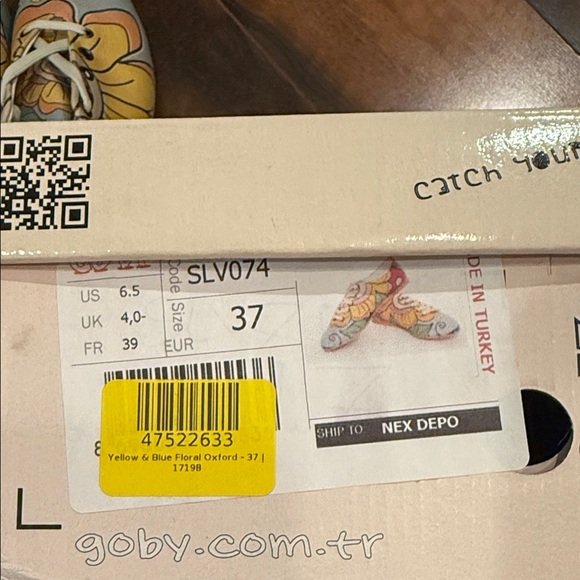 catch your
Code SLV074
US 6.5
UK 4,0-
FR 39
Size
EUR
37
DE IN TURKEY
SHIP TO: NEX DEPO
8
47522633
Yellow & Blue Floral Oxford - 37 |
17198
goby.com.tr